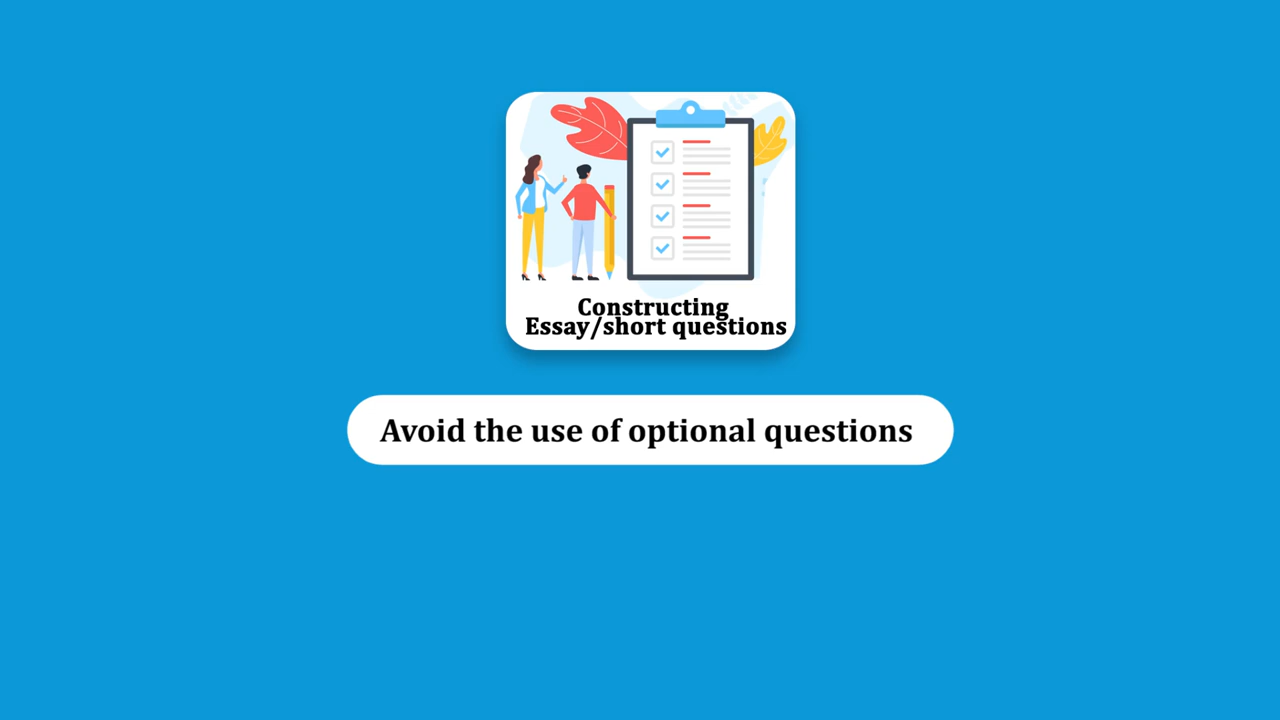 Constructing
Essay/short questions
Avoid the use of optional questions